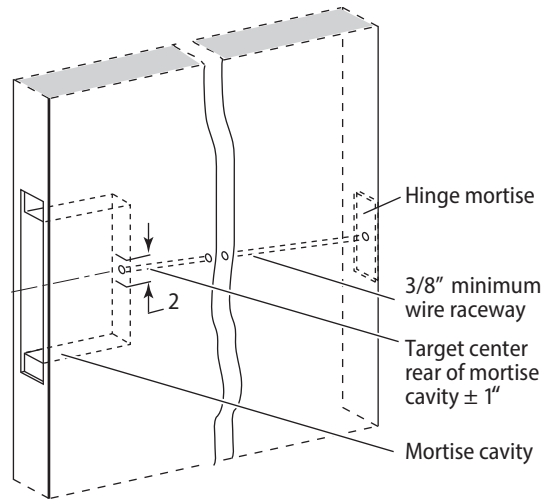 Hinge mortise
3/8" minimum
wire raceway
2
Target center
rear of mortise
cavity ± 1"
Mortise cavity